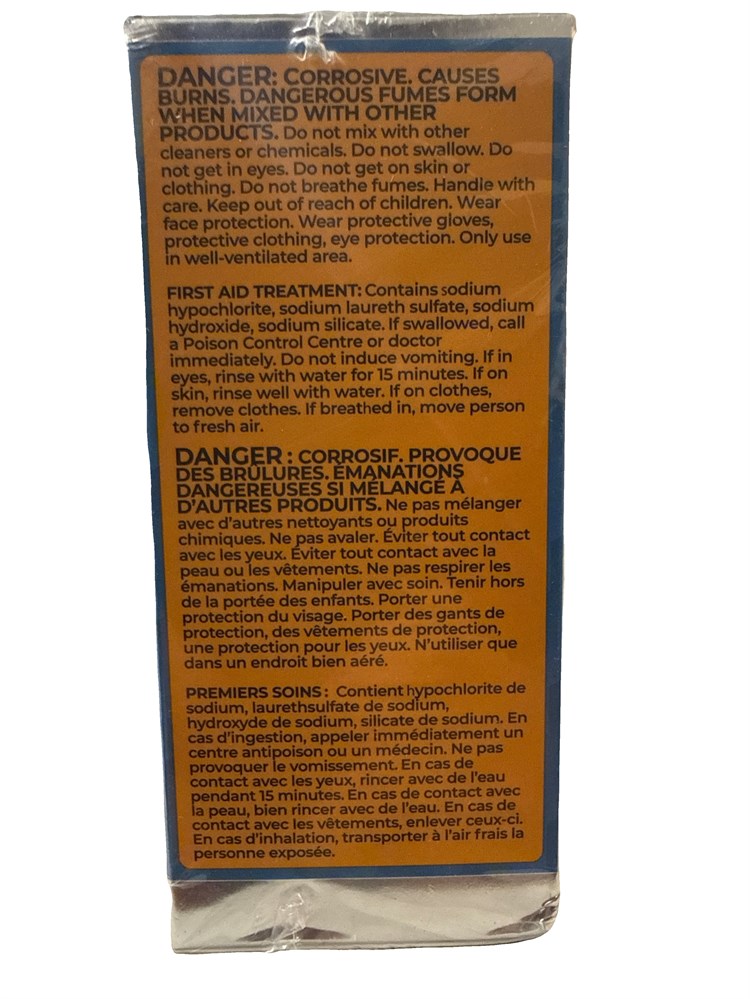 DANGER: CORROSIVE. CAUSES
BURNS. DANGEROUS FUMES FORM
WHEN MIXED WITH OTHER
PRODUCTS. Do not mix with other
cleaners or chemicals. Do not swallow. Do
not get in eyes. Do not get on skin or
clothing. Do not breathe fumes. Handle with
care. Keep out of reach of children. Wear
face protection. Wear protective gloves,
protective clothing, eye protection. Only use
in well-ventilated area.
FIRST AID TREATMENT: Contains sodium
hypochlorite, sodium laureth sulfate, sodium
hydroxide, sodium silicate. If swallowed, call
a Poison Control Centre or doctor
immediately. Do not induce vomiting. If in
eyes, rinse with water for 15 minutes. If on
skin, rinse well with water. If on clothes,
remove clothes. If breathed in, move person
to fresh air.
DANGER : CORROSIF. PROVOQUE
DES BRÛLURES. ÉMANATIONS
DANGEREUSES SI MÉLANGÉ À
D'AUTRES PRODUITS. Ne pas mélanger
avec d'autres nettoyants ou produits
chimiques. Ne pas avaler. Éviter tout contact
avec les yeux. Éviter tout contact avec la
peau ou les vêtements. Ne pas respirer les
émanations. Manipuler avec soin. Tenir hors
de la portée des enfants. Porter une
protection du visage. Porter des gants de
protection, des vêtements de protection,
une protection pour les yeux. N'utiliser que
dans un endroit bien aéré.
PREMIERS SOINS : Contient hypochlorite de
sodium, laurethsulfate de sodium,
hydroxyde de sodium, silicate de sodium. En
cas d'ingestion, appeler immédiatement un
centre antipoison ou un médecin. Ne pas
provoquer le vomissement. En cas de
contact avec les yeux, rincer avec de l'eau
pendant 15 minutes. En cas de contact avec
la peau, bien rincer avec de l'eau. En cas de
contact avec les vêtements, enlever ceux-ci.
En cas d'inhalation, transporter à l'air frais la
personne exposée.